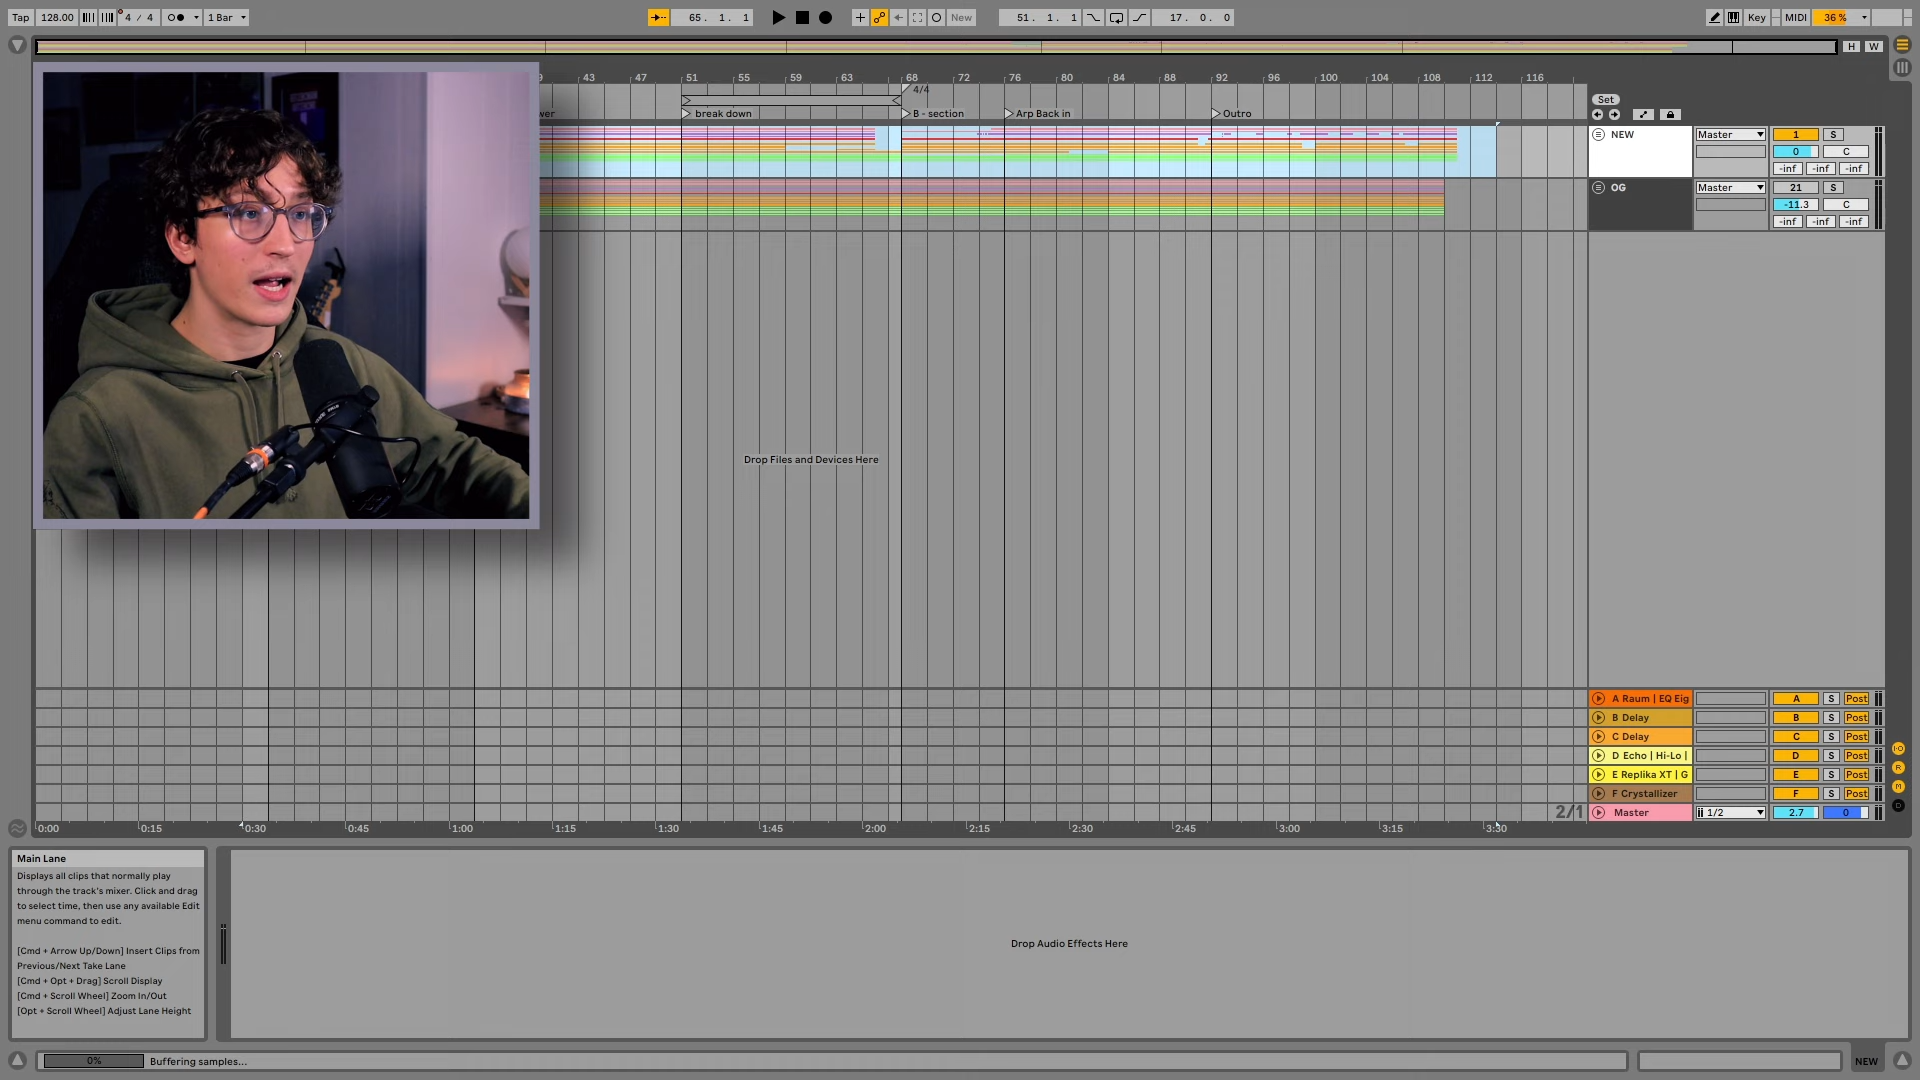 Tap 128.00 4 / 4 1 Bar 65. 1. 1 New 51. 1. 1 17. 0. 0 Key MIDI 36 %
H W
43 47 51 55 59 63 68 72 76 80 84 88 92 96 100 104 108 112 116
4/4
Set
wer break down B - section Arp Back in Outro
NEW Master 1 S
0 C
-inf -inf -inf
OG Master 21 S
-11.3 C
-inf -inf -inf
Drop Files and Devices Here
A Raum | EQ Eig A S Post
B Delay B S Post
C Delay C S Post
D Echo | Hi-Lo | D S Post
E Replika XT | G E S Post
F Crystallizer F S Post
2/1 Master 1/2 2.7 0
0:00 0:15 0:30 0:45 1:00 1:15 1:30 1:45 2:00 2:15 2:30 2:45 3:00 3:15 3:30
Main Lane
Displays all clips that normally play
through the track's mixer. Click and drag
to select time, then use any available Edit
menu command to edit.
[Cmd + Arrow Up/Down] Insert Clips from
Previous/Next Take Lane
[Cmd + Opt + Drag] Scroll Display
[Cmd + Scroll Wheel] Zoom In/Out
[Opt + Scroll Wheel] Adjust Lane Height
Drop Audio Effects Here
0% Buffering samples... NEW